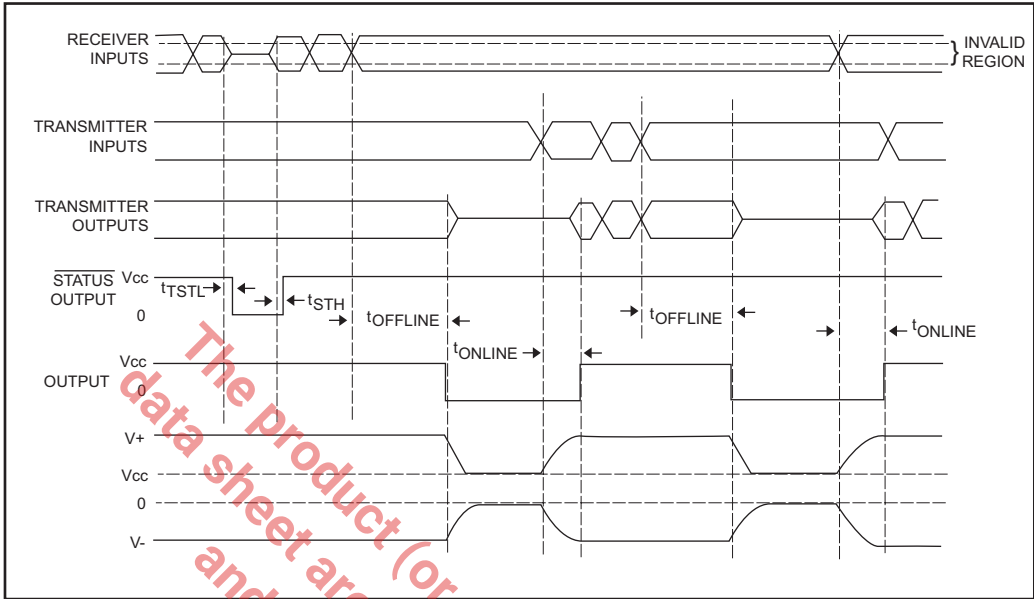 RECEIVER
INPUTS
INVALID
REGION
TRANSMITTER
INPUTS
TRANSMITTER
OUTPUTS
STATUS
OUTPUT
Vcc
0
tTSTL
tSTH
tOFFLINE
tOFFLINE
tONLINE
tONLINE
OUTPUT
Vcc
0
V+
Vcc
0
V-
The product (or
data sheet are
and